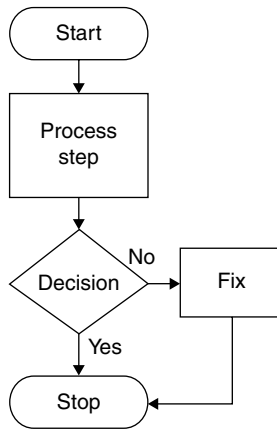 Start
Process
step
No
Decision
Fix
Yes
Stop